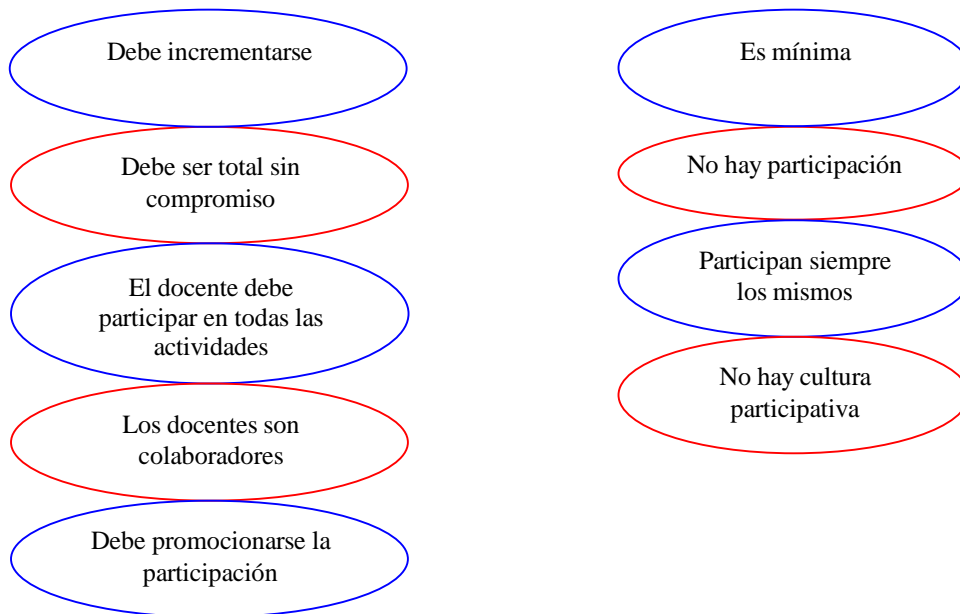 Debe incrementarse
Debe ser total sin
compromiso
El docente debe
participar en todas las
actividades
Los docentes son
colaboradores
Debe promocionarse la
participación
Es mínima
No hay participación
Participan siempre
los mismos
No hay cultura
participativa